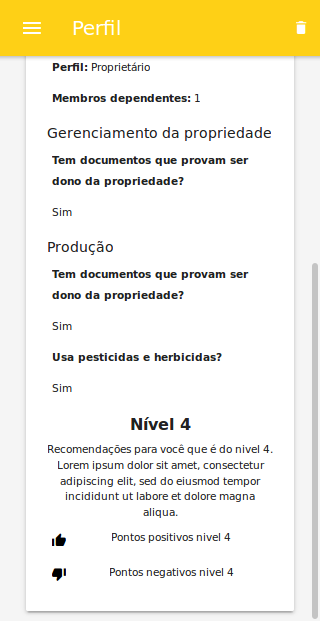 Perfil
Perfil: Proprietário
Membros dependentes: 1
Gerenciamento da propriedade
Tem documentos que provam ser
dono da propriedade?
Sim
Produção
Tem documentos que provam ser
dono da propriedade?
Sim
Usa pesticidas e herbicidas?
Sim
Nível 4
Recomendações para você que é do nivel 4.
Lorem ipsum dolor sit amet, consectetur
adipiscing elit, sed do eiusmod tempor
incididunt ut labore et dolore magna
aliqua.
Pontos positivos nivel 4
Pontos negativos nivel 4